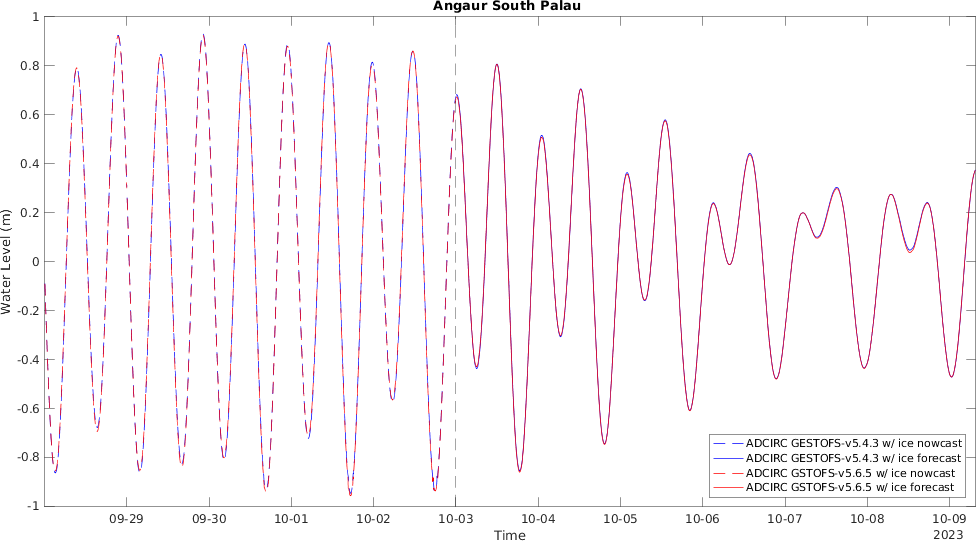 Angaur South Palau
1
0.8
0.6
0.4
0.2
0
-0.2
-0.4
-0.6
-0.8
-1
Water Level (m)
09-29 09-30 10-01 10-02 10-03 10-04 10-05 10-06 10-07 10-08 10-09
2023
Time
ADCIRC GESTOFS-v5.4.3 w/ ice nowcast
ADCIRC GESTOFS-v5.4.3 w/ ice forecast
ADCIRC GSTOFS-v5.6.5 w/ ice nowcast
ADCIRC GSTOFS-v5.6.5 w/ ice forecast